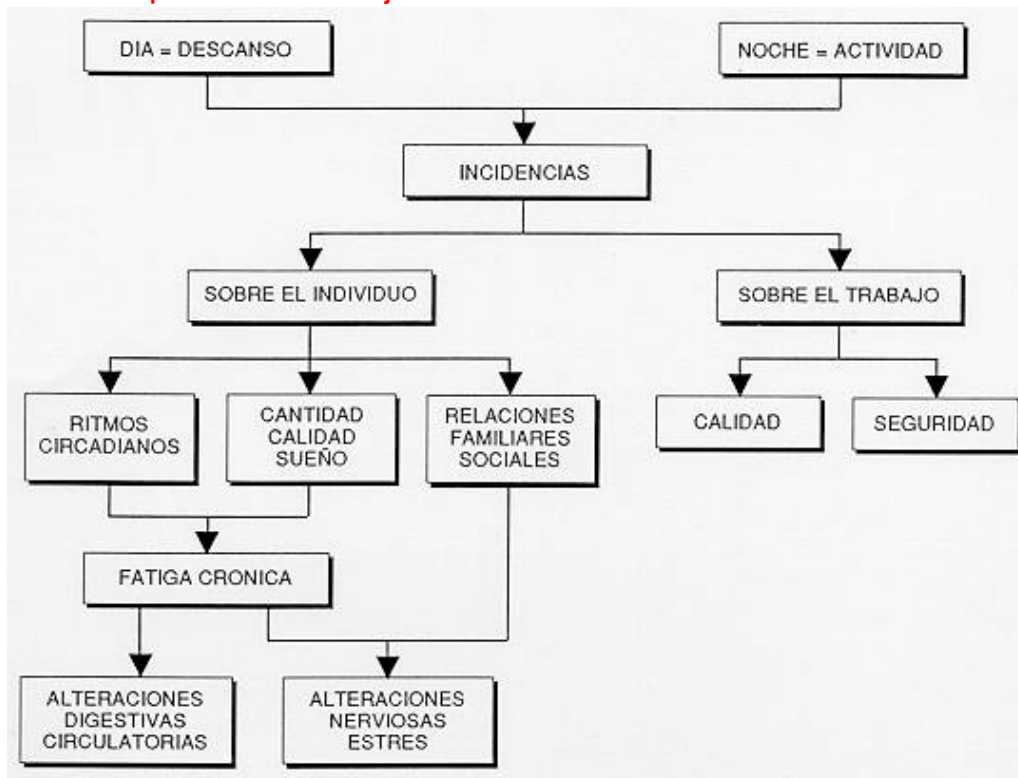 DIA = DESCANSO
NOCHE = ACTIVIDAD
INCIDENCIAS
SOBRE EL INDIVIDUO
SOBRE EL TRABAJO
RITMOS
CIRCADIANOS
CANTIDAD
CALIDAD
SUEÑO
RELACIONES
FAMILIARES
SOCIALES
CALIDAD
SEGURIDAD
FATIGA CRONICA
ALTERACIONES
DIGESTIVAS
CIRCULATORIAS
ALTERACIONES
NERVIOSAS
ESTRES